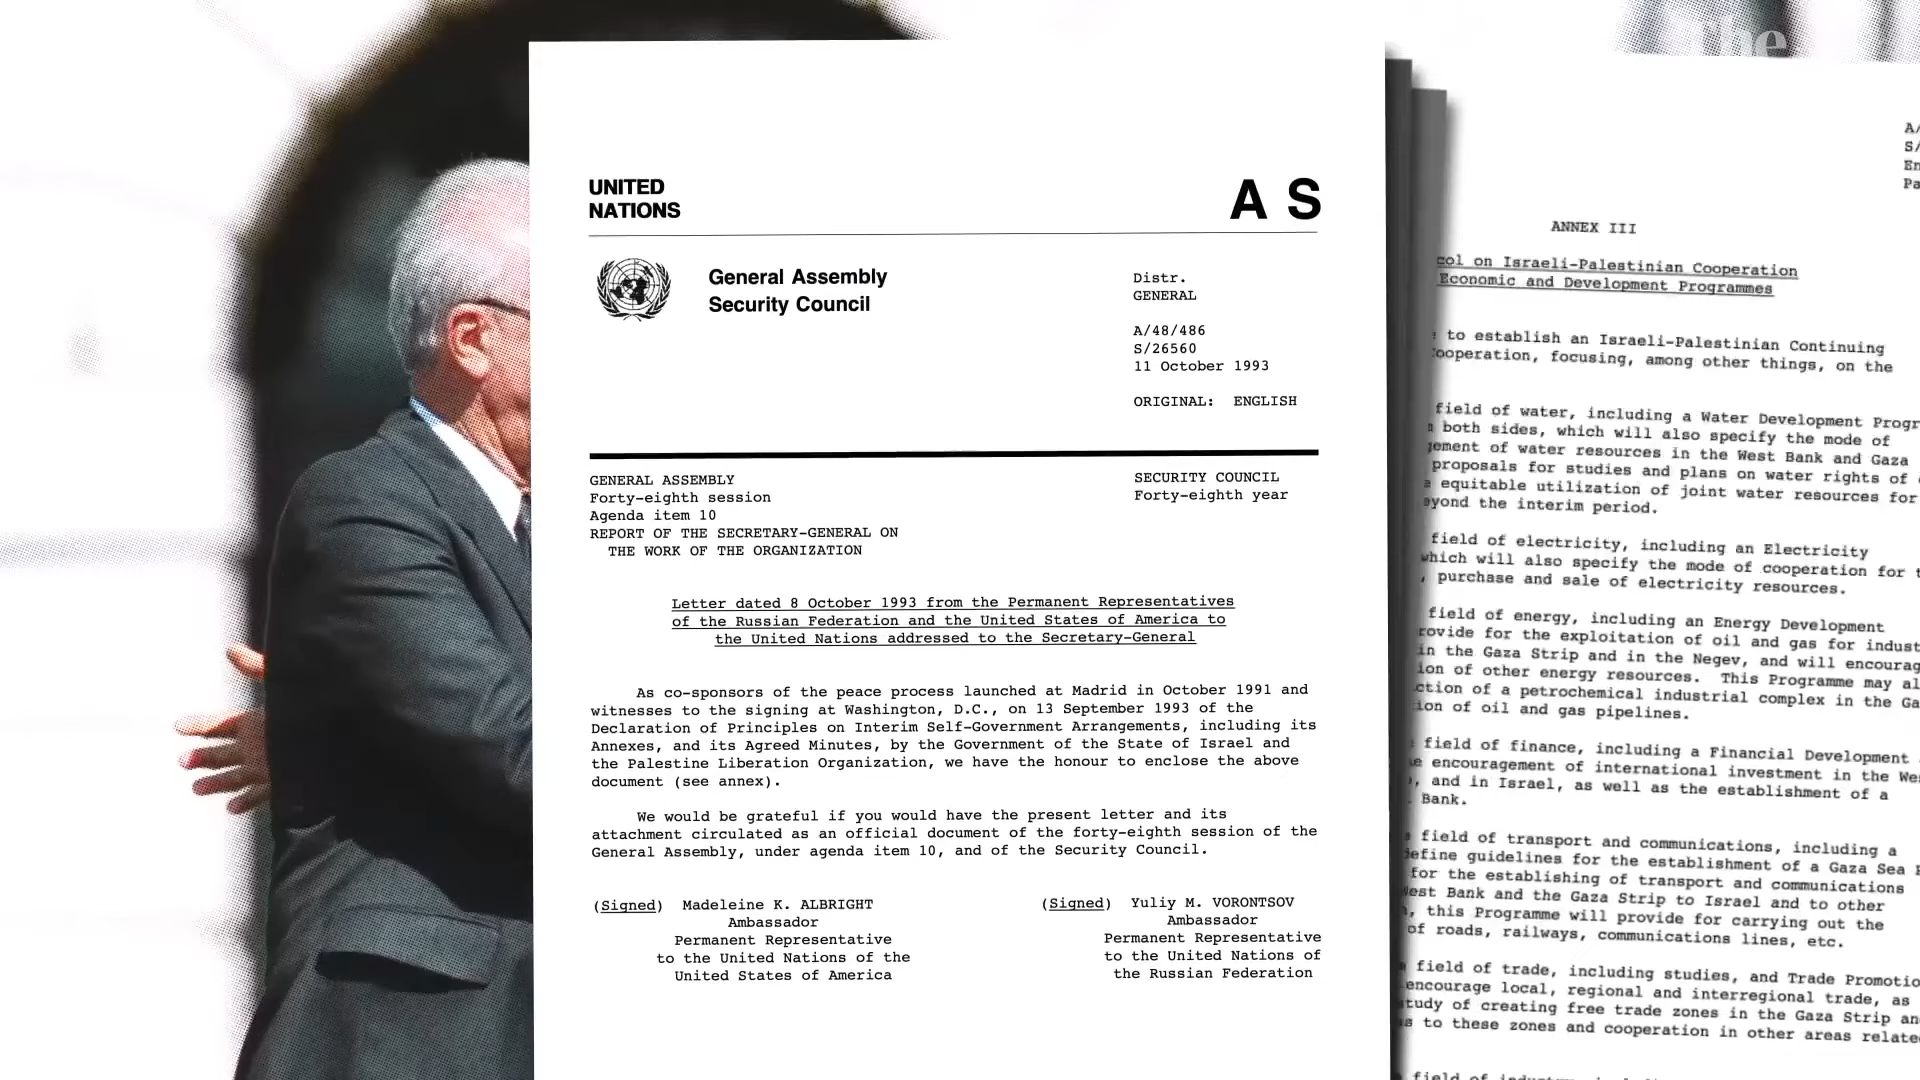 The
UNITED
NATIONS
A S
General Assembly
Security Council
Distr.
GENERAL
A/48/486
S/26560
11 October 1993
ORIGINAL: ENGLISH
GENERAL ASSEMBLY
Forty-eighth session
Agenda item 10
REPORT OF THE SECRETARY-GENERAL ON
THE WORK OF THE ORGANIZATION
SECURITY COUNCIL
Forty-eighth year
Letter dated 8 October 1993 from the Permanent Representatives
of the Russian Federation and the United States of America to
the United Nations addressed to the Secretary-General
As co-sponsors of the peace process launched at Madrid in October 1991 and
witnesses to the signing at Washington, D.C., on 13 September 1993 of the
Declaration of Principles on Interim Self-Government Arrangements, including its
Annexes, and its Agreed Minutes, by the Government of the State of Israel and
the Palestine Liberation Organization, we have the honour to enclose the above
document (see annex).
We would be grateful if you would have the present letter and its
attachment circulated as an official document of the forty-eighth session of the
General Assembly, under agenda item 10, and of the Security Council.
(Signed) Madeleine K. ALBRIGHT
Ambassador
Permanent Representative
to the United Nations of the
United States of America
(Signed) Yuliy M. VORONTSOV
Ambassador
Permanent Representative
to the United Nations of
the Russian Federation
A/
S/
En
Pa
ANNEX III
on Israeli-Palestinian Cooperation
Economic and Development Programmes
to establish an Israeli-Palestinian Continuing
focusing, among other things, on the
field of water, including a Water Development
both sides, which will also specify the mode of
of water resources in the West Bank and Gaza
proposals for studies and plans on water rights of
equitable utilization of joint water resources for
the interim period.
field of electricity, including an Electricity
which will also specify the mode of cooperation for
, purchase and sale of electricity resources.
field of energy, including an Energy Development
for the exploitation of oil and gas for
in the Gaza Strip and in the Negev, and will
of other energy resources. This Programme may
of a petrochemical industrial complex in the
of oil and gas pipelines.
field of finance, including a Financial Development
encouragement of international investment in the
, and in Israel, as well as the establishment of a
Bank.
field of transport and communications, including a
define guidelines for the establishment of a Gaza Sea
for the establishing of transport and communications
West Bank and the Gaza Strip to Israel and to other
, this Programme will provide for carrying out the
of roads, railways, communications lines, etc.
field of trade, including studies, and Trade
encourage local, regional and interregional trade, as
study of creating free trade zones in the Gaza Strip
to these zones and cooperation in other areas